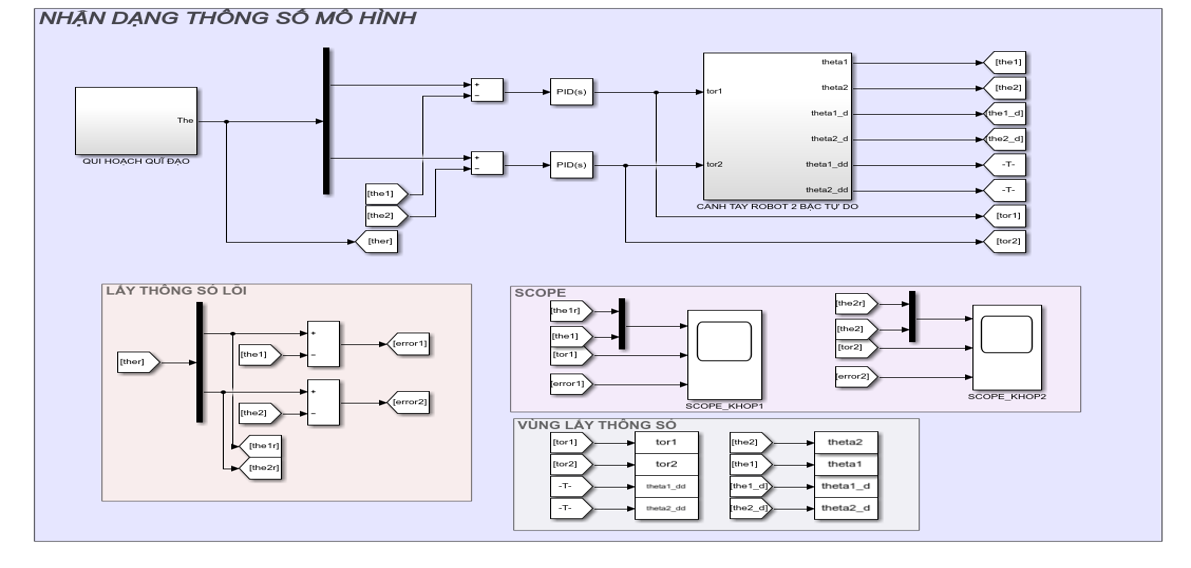 NHẬN DẠNG THÔNG SỐ MÔ HÌNH
The
QUI HOẠCH QUĨ ĐẠO
+
−
PID(s)
+
−
PID(s)
[the1]
[the2]
[ther]
tor1
tor2
theta1
theta2
theta1_d
theta2_d
theta1_dd
theta2_dd
CÁNH TAY ROBOT 2 BẬC TỰ DO
[the1]
[the2]
[the1_d]
[the2_d]
-T-
-T-
[tor1]
[tor2]
LẤY THÔNG SỐ LỖI
[ther]
[the1]
+
−
[error1]
[the2]
+
−
[error2]
[the1r]
[the2r]
SCOPE
[the1r]
[the1]
[tor1]
[error1]
SCOPE_KHOP1
[the2r]
[the2]
[tor2]
[error2]
SCOPE_KHOP2
VÙNG LẤY THÔNG SỐ
[tor1] tor1
[tor2] tor2
-T- theta1_dd
-T- theta2_dd
[the2] theta2
[the1] theta1
[the1_d] theta1_d
[the2_d] theta2_d